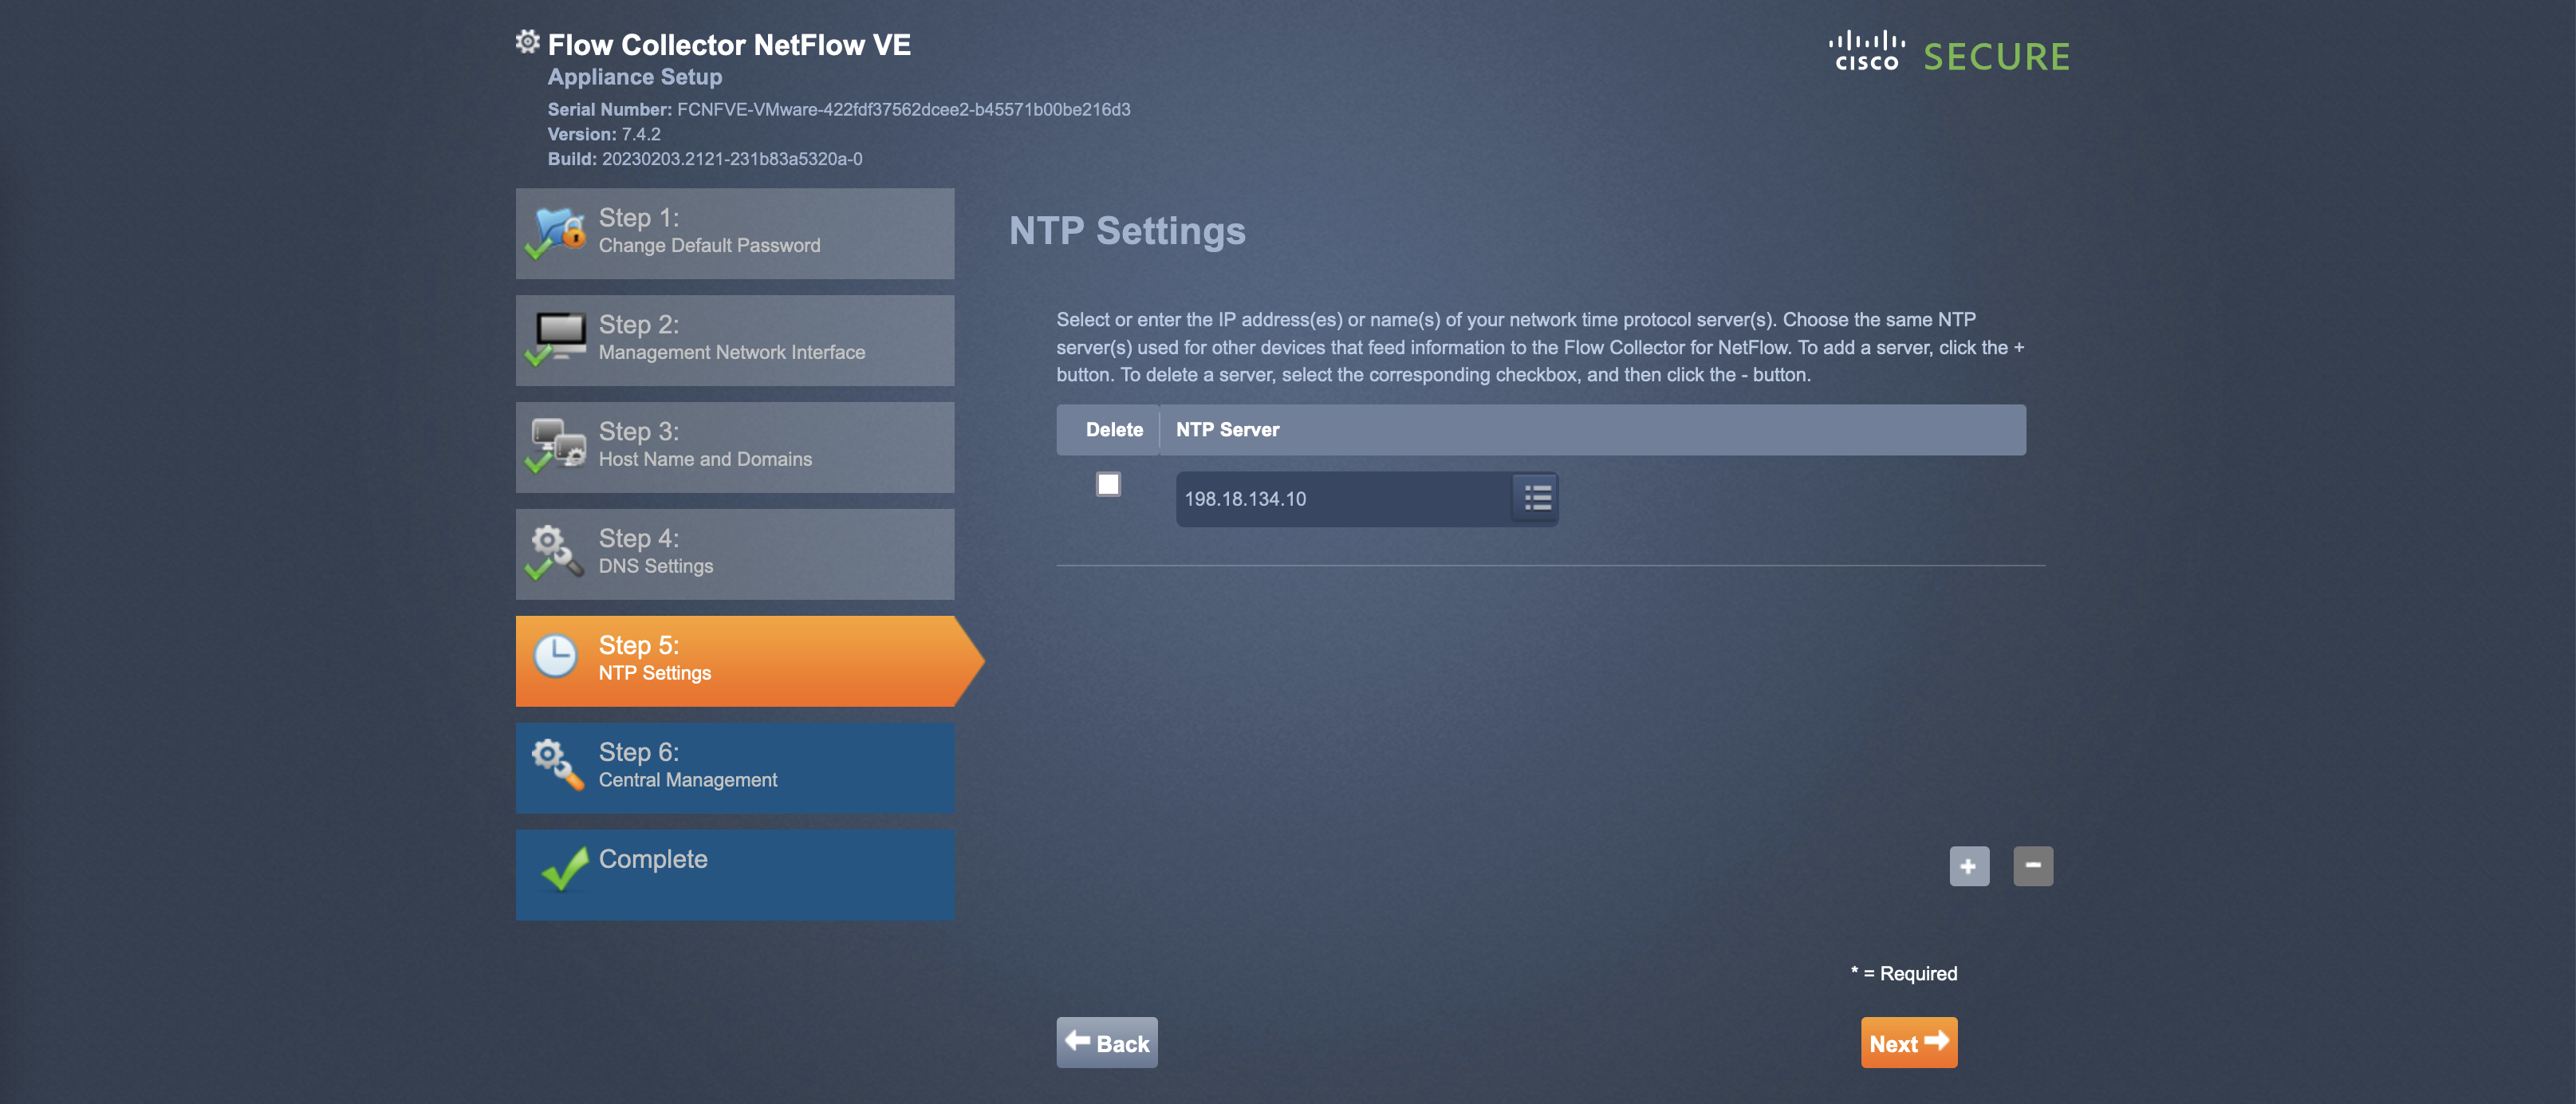 Flow Collector NetFlow VE
Appliance Setup
Serial Number: FCNFVE-VMware-422fdf37562dcee2-b45571b00be216d3
Version: 7.4.2
Build: 20230203.2121-231b83a5320a-0
CISCO SECURE
Step 1:
Change Default Password
Step 2:
Management Network Interface
Step 3:
Host Name and Domains
Step 4:
DNS Settings
Step 5:
NTP Settings
Step 6:
Central Management
Complete
NTP Settings
Select or enter the IP address(es) or name(s) of your network time protocol server(s). Choose the same NTP
server(s) used for other devices that feed information to the Flow Collector for NetFlow. To add a server, click the +
button. To delete a server, select the corresponding checkbox, and then click the - button.
Delete NTP Server
198.18.134.10
+ -
* = Required
Back Next